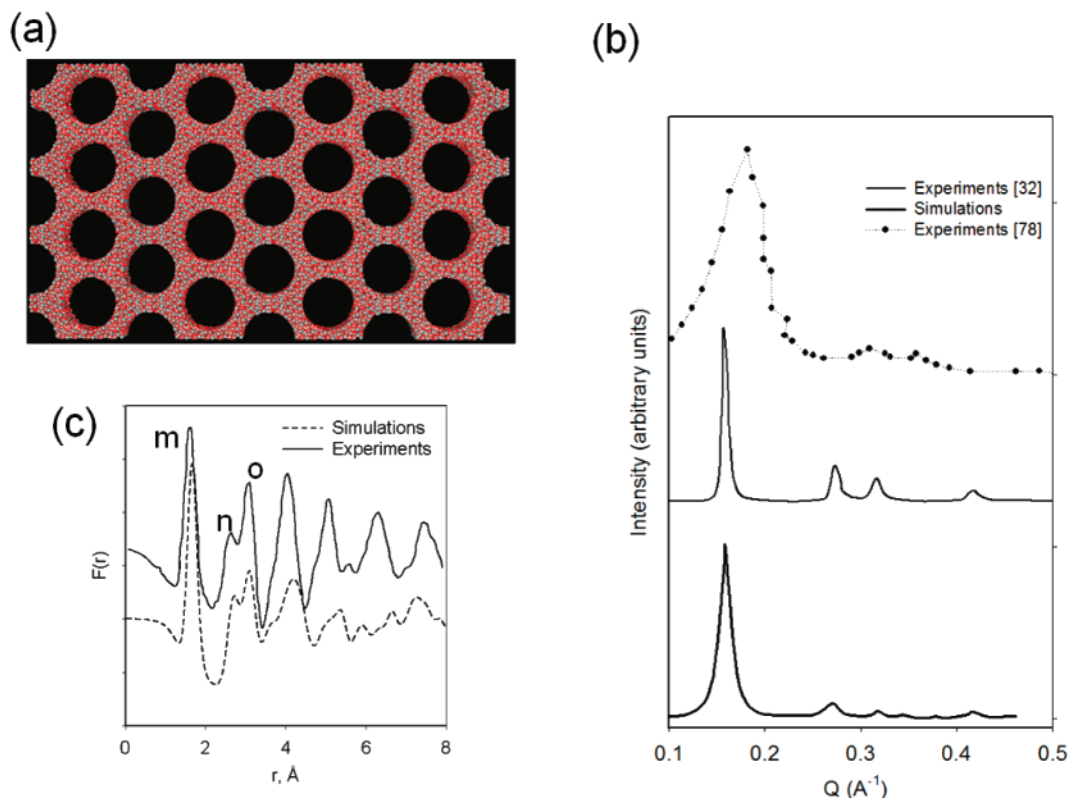 (a)
(b)
Experiments [32]
Simulations
Experiments [78]
Intensity (arbitrary units)
0.1 0.2 0.3 0.4 0.5
Q (A⁻¹)
(c)
m
n
o
Simulations
Experiments
F(r)
0 2 4 6 8
r, Å